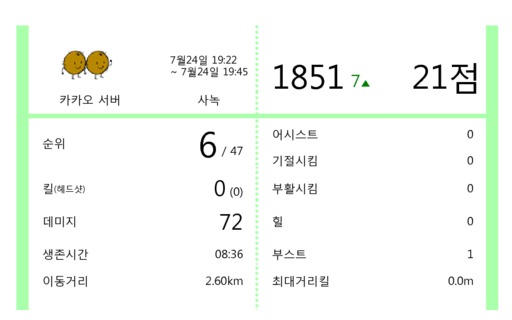 7월24일 19:22
~ 7월24일 19:45
카카오 서버
사녹
1851 7▲
21점
순위 6 / 47
킬(헤드샷) 0 (0)
데미지 72
생존시간 08:36
이동거리 2.60km
어시스트 0
기절시킴 0
부활시킴 0
힐 0
부스트 1
최대거리킬 0.0m